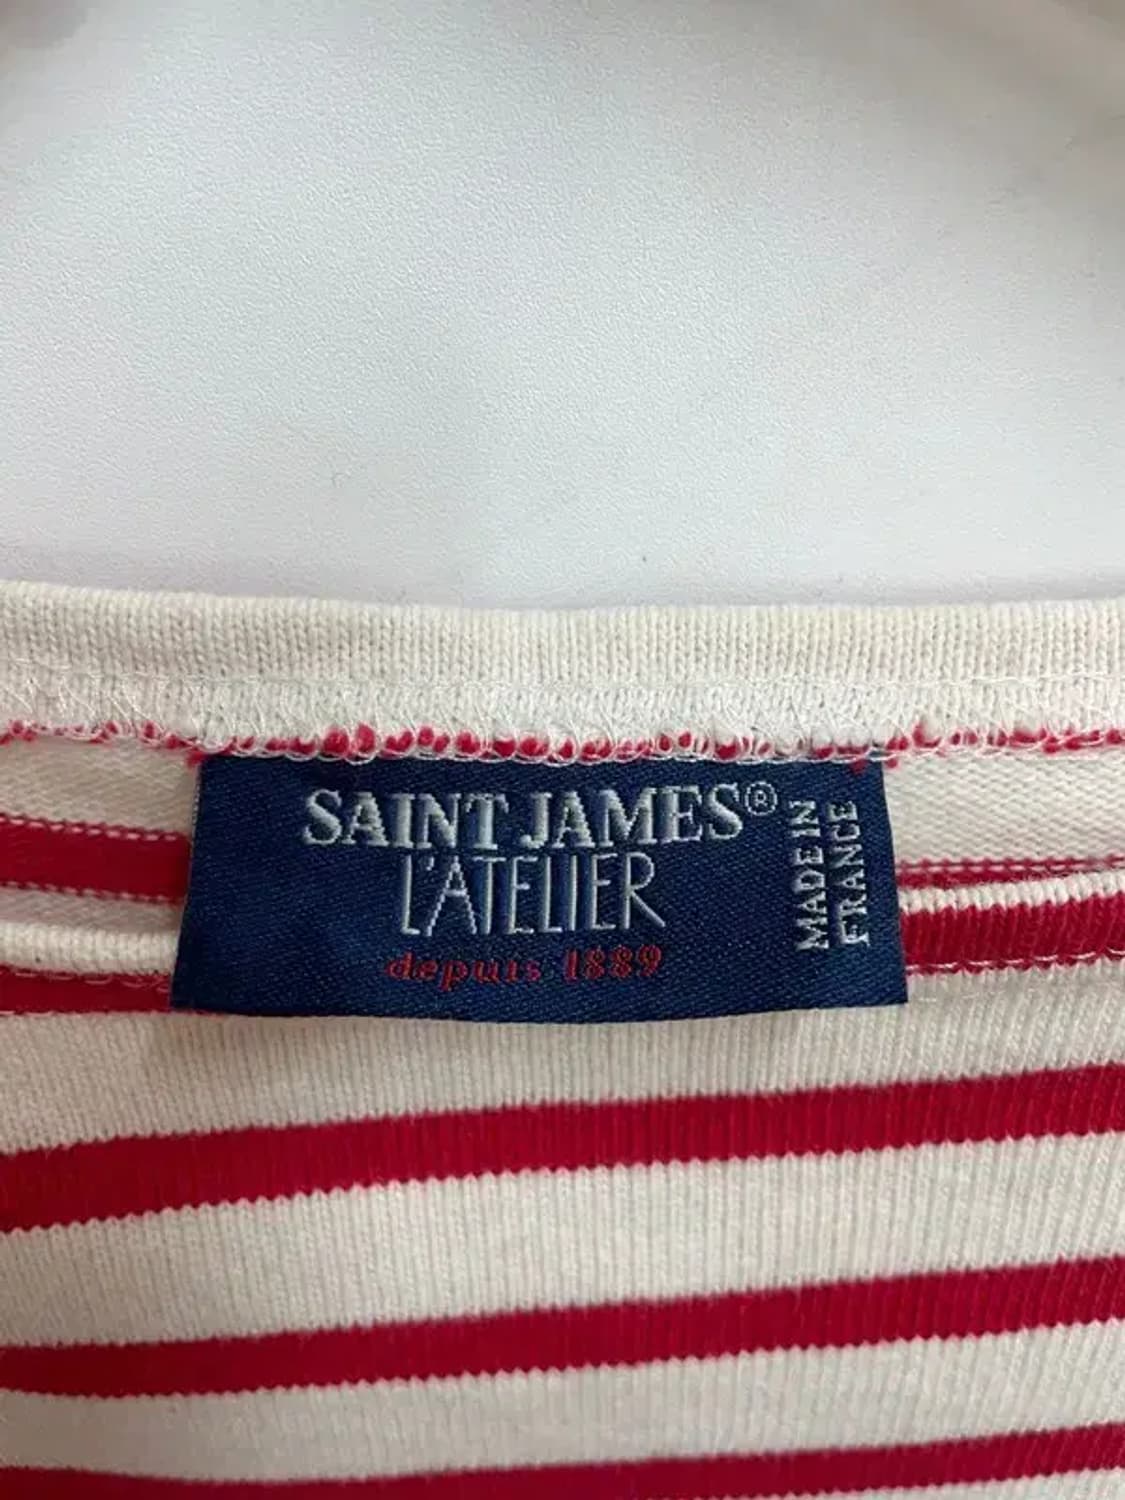 SAINT JAMES®
L'ATELIER
depuis 1889
MADE IN
FRANCE